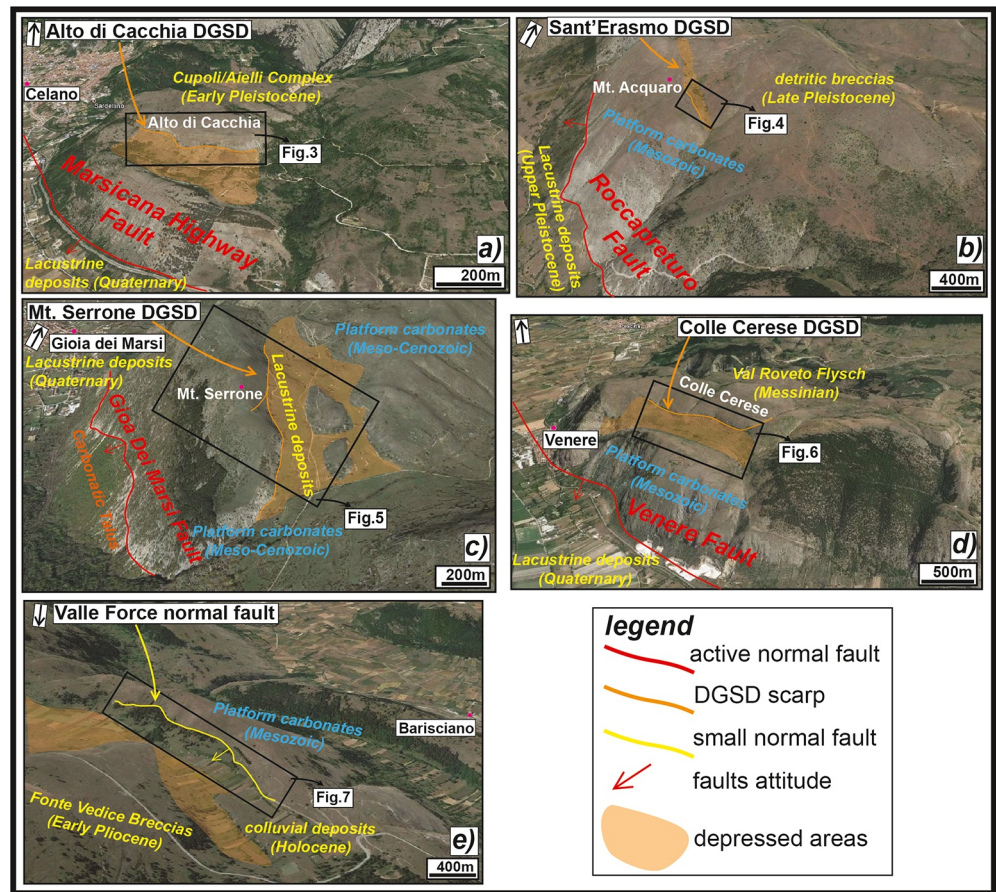 Alto di Cacchia DGSD
Celano
Sardellino
Cupoli/Aielli Complex
(Early Pleistocene)
Alto di Cacchia
Fig.3
Marsicana Highway
Fault
Lacustrine
deposits (Quaternary)
a)
200m
Sant'Erasmo DGSD
Mt. Acquaro
detritic breccias
(Late Pleistocene)
Fig.4
Platform carbonates
(Mesozoic)
Lacustrine deposits
(Upper Pleistocene)
Roccapreturo
Fault
b)
400m
Mt. Serrone DGSD
Gioia dei Marsi
Lacustrine deposits
(Quaternary)
Platform carbonates
(Meso-Cenozoic)
Mt. Serrone
Lacustrine deposits
Gioa Dei Marsi Fault
Carbonatic Talus
Fig.5
Platform carbonates
(Meso-Cenozoic)
c)
200m
Colle Cerese DGSD
Colle Cerese
Val Roveto Flysch
(Messinian)
Venere
Fig.6
Platform carbonates
(Mesozoic)
Venere Fault
Lacustrine deposits
(Quaternary)
d)
500m
Valle Force normal fault
Platform carbonates
(Mesozoic)
Barisciano
Fig.7
Fonte Vedice Breccias
(Early Pliocene)
colluvial deposits
(Holocene)
e)
400m
legend
active normal fault
DGSD scarp
small normal fault
faults attitude
depressed areas